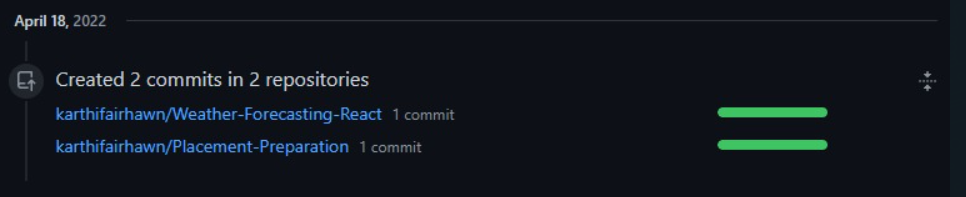 April 18, 2022
Created 2 commits in 2 repositories
karthifairhawn/Weather-Forecasting-React 1 commit
karthifairhawn/Placement-Preparation 1 commit